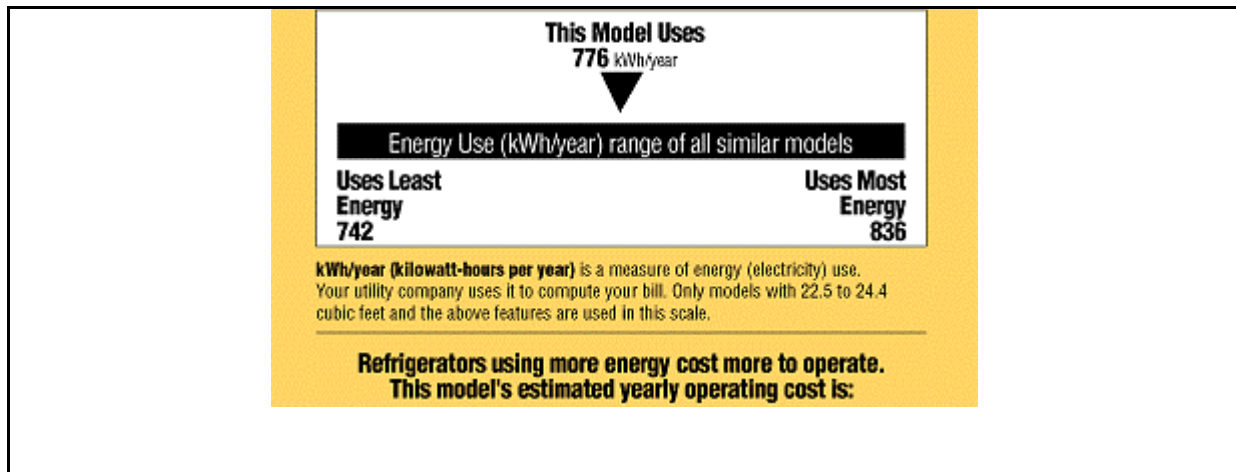 This Model Uses
776 kWh/year
Energy Use (kWh/year) range of all similar models
Uses Least
Energy
742
Uses Most
Energy
836
kWh/year (kilowatt-hours per year) is a measure of energy (electricity) use.
Your utility company uses it to compute your bill. Only models with 22.5 to 24.4
cubic feet and the above features are used in this scale.
Refrigerators using more energy cost more to operate.
This model's estimated yearly operating cost is: